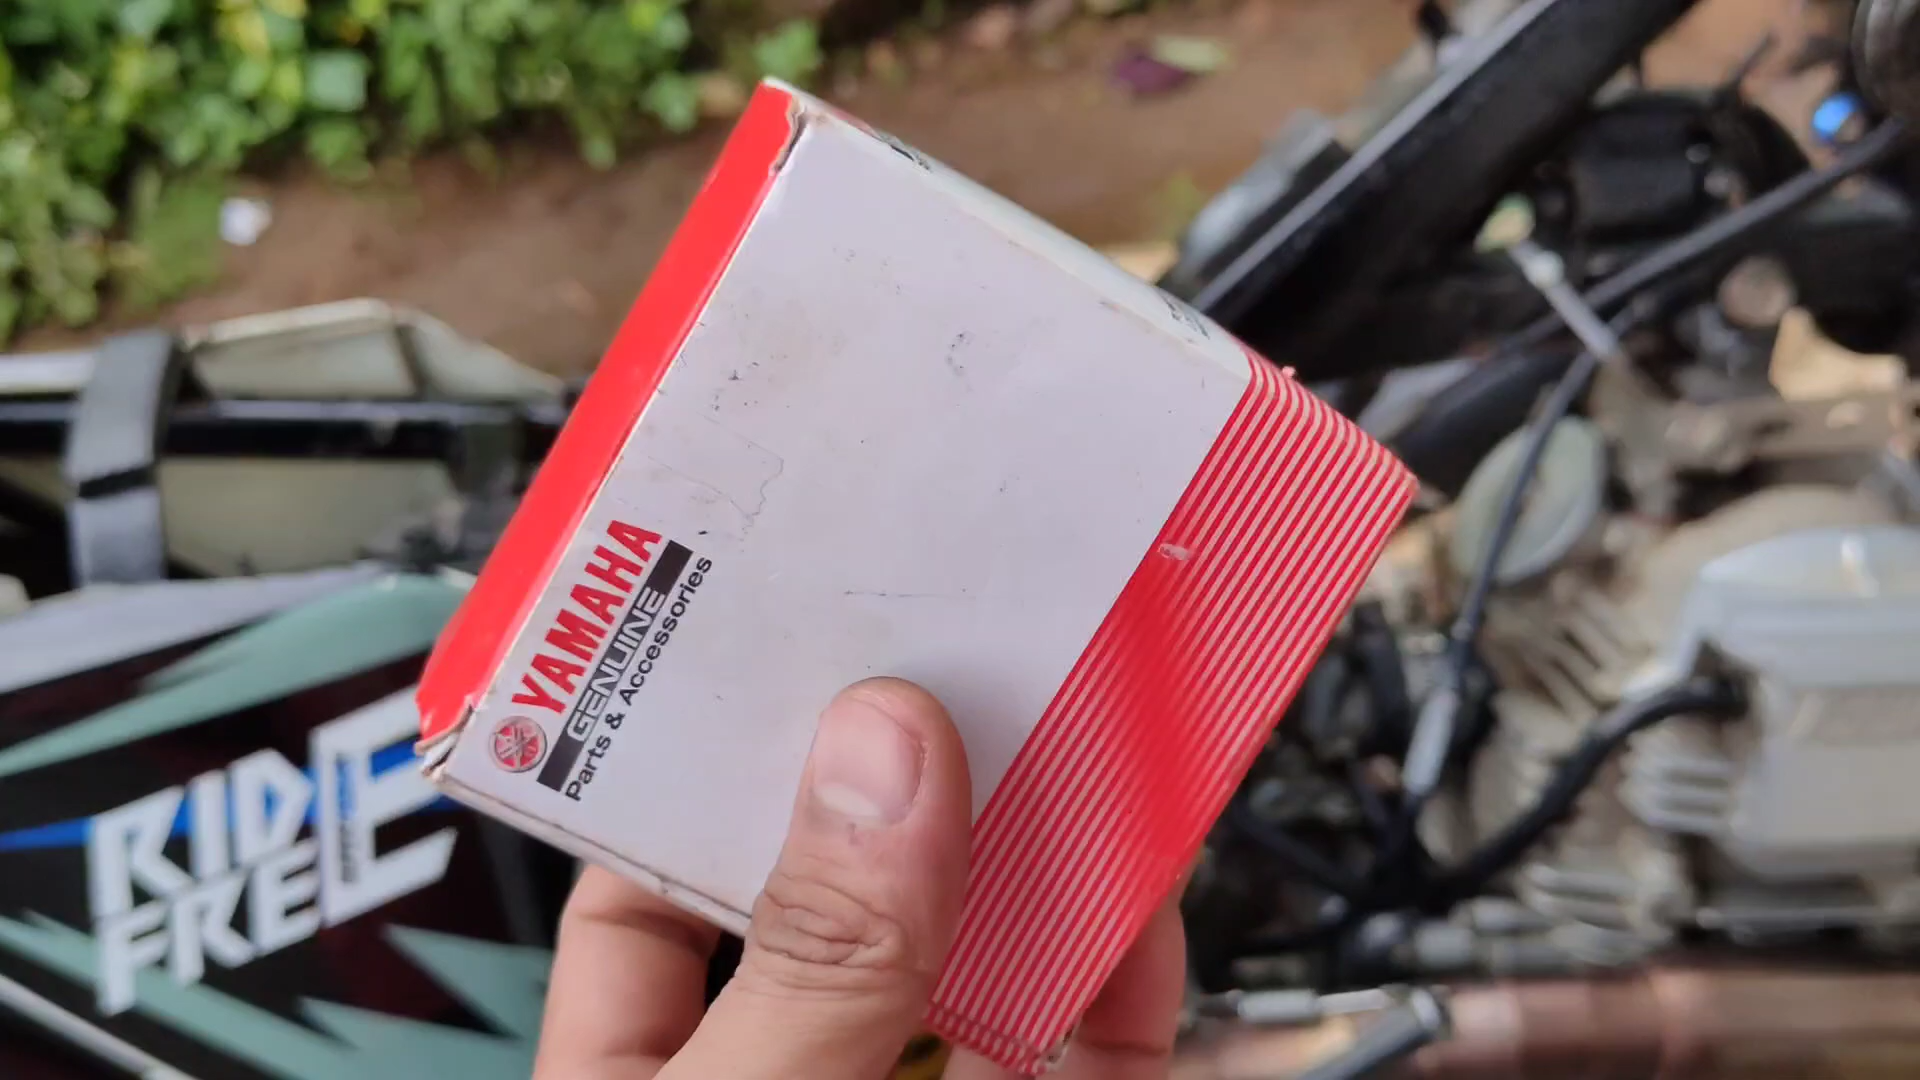 YAMAHA
GENUINE
Parts & Accessories
RIDE
FREE